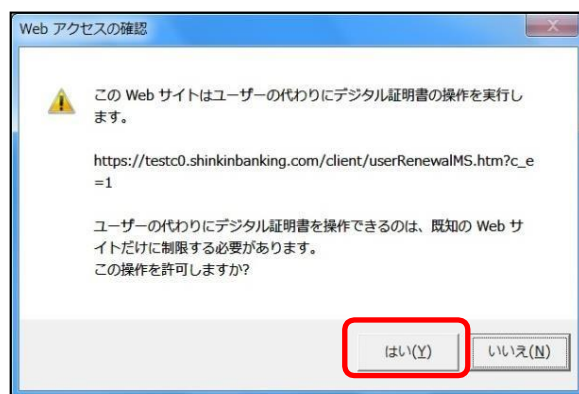 Web アクセスの確認
この Web サイトはユーザーの代わりにデジタル証明書の操作を実行し
ます。
https://testc0.shinkinbanking.com/client/userRenewalMS.htm?c_e
=1
ユーザーの代わりにデジタル証明書を操作できるのは、既知の Web サ
イトだけに制限する必要があります。
この操作を許可しますか?
はい(Y) いいえ(N)